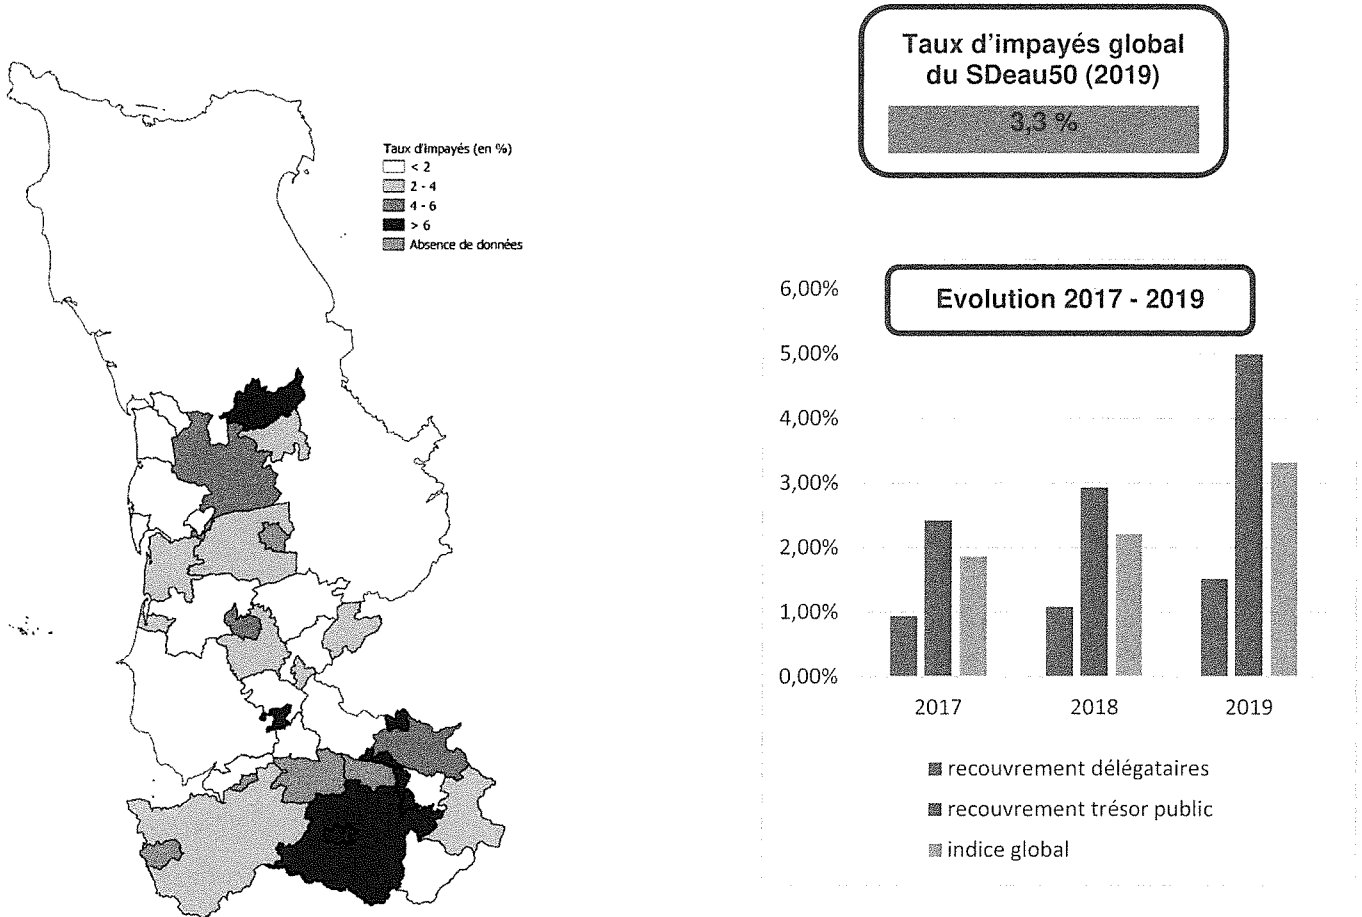 Taux d'impayés global
du SDeau50 (2019)
3,3 %
Taux d'impayés (en %)
< 2
2 - 4
4 - 6
> 6
Absence de données
Evolution 2017 - 2019
6,00%
5,00%
4,00%
3,00%
2,00%
1,00%
0,00%
2017
2018
2019
recouvrement délégataires
recouvrement trésor public
indice global